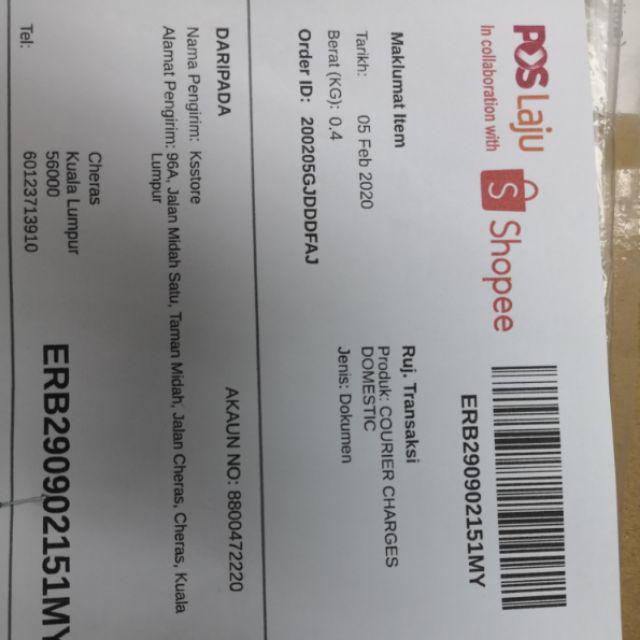 POS Laju
In collaboration with
Shopee
ERB290902151MY
Maklumat Item
Tarikh: 05 Feb 2020
Berat (KG): 0.4
Order ID: 200205GJDDDFAJ
Ruj. Transaksi
Produk: COURIER CHARGES
DOMESTIC
Jenis: Dokumen
DARIPADA
AKAUN NO: 8800472220
Nama Pengirim: Ksstore
Alamat Pengirim: 96A, Jalan Midah Satu, Taman Midah, Jalan Cheras, Cheras, Kuala
Lumpur
Cheras
Kuala Lumpur
56000
Tel: 60123713910
ERB290902151MY